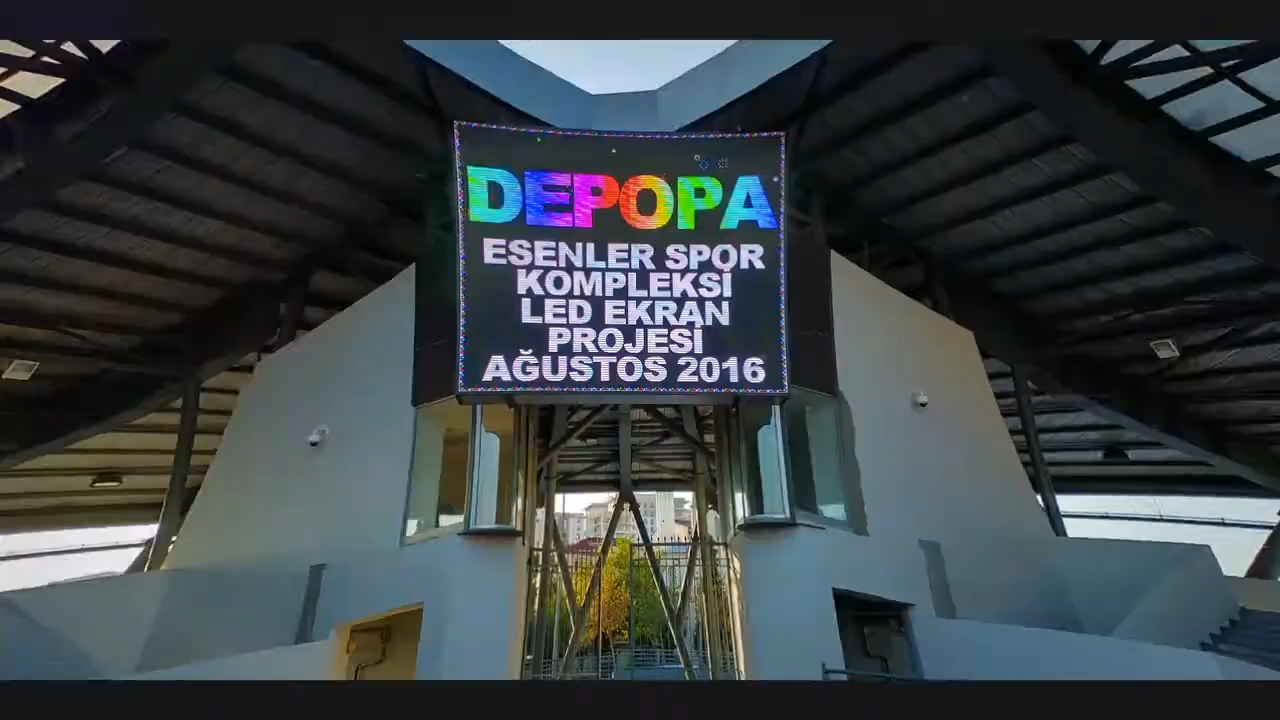 DEPOPA
ESENLER SPOR
KOMPLEKSİ
LED EKRAN
PROJESİ
AĞUSTOS 2016